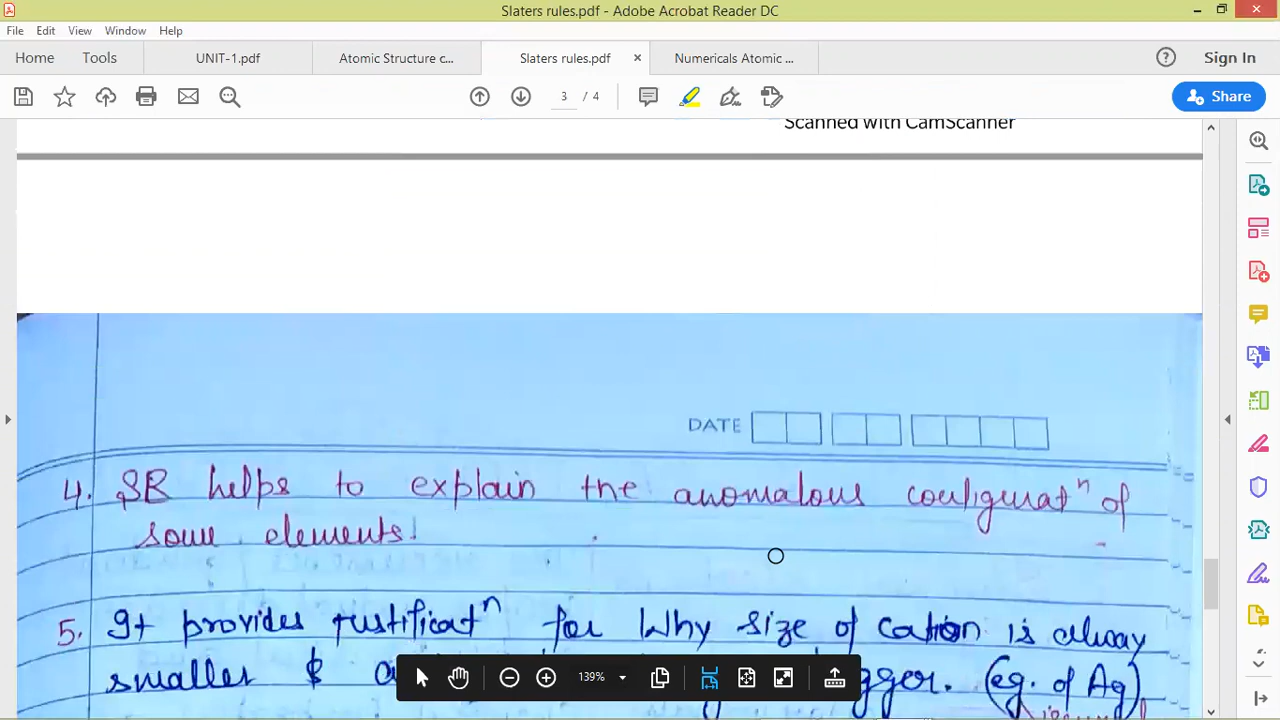 Slaters rules.pdf - Adobe Acrobat Reader DC
File Edit View Window Help
Home Tools UNIT-1.pdf Atomic Structure c... Slaters rules.pdf × Numericals Atomic ... Sign In
3 / 4 Share
Scanned with CamScanner
DATE
4. SR helps to explain the anomalous configuratⁿ of
some elements.
5. It provides justificatⁿ for Why size of cation is alway
smaller &
gger. (eg. of Ag)
139%